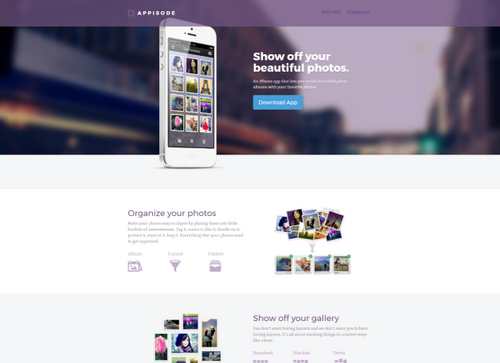 APPISODE
FEATURES DOWNLOAD
Show off your
beautiful photos.
An iPhone app that lets you create beautiful photo
albums with your favorite photos.
Download App
Organize your photos
Make your photos easy to digest by placing them into little
buckets of awesomeness. Tag it, name it, like it, doodle on it,
protect it, stare at it, hug it. Everything that your photos need
to get organized.
Albums Funnel Folders
Show off your gallery
You don't want boring layouts and we don't want you to have
boring layouts. It's all about stacking things in creative ways
like a boss.
Standard Stacked Retro